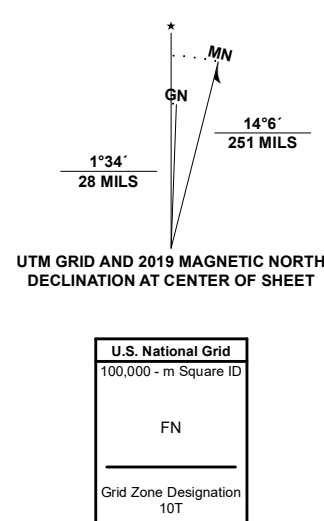 ★
MN
GN
14°6´
251 MILS
1°34´
28 MILS
UTM GRID AND 2019 MAGNETIC NORTH
DECLINATION AT CENTER OF SHEET
U.S. National Grid
100,000 - m Square ID
FN
Grid Zone Designation
10T